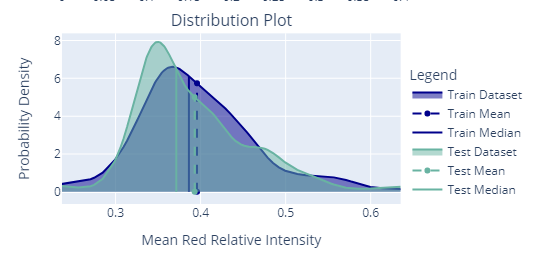 Distribution Plot
8
6
4
2
0
0.3 0.4 0.5 0.6
Probability Density
Mean Red Relative Intensity
Legend
Train Dataset
Train Mean
Train Median
Test Dataset
Test Mean
Test Median